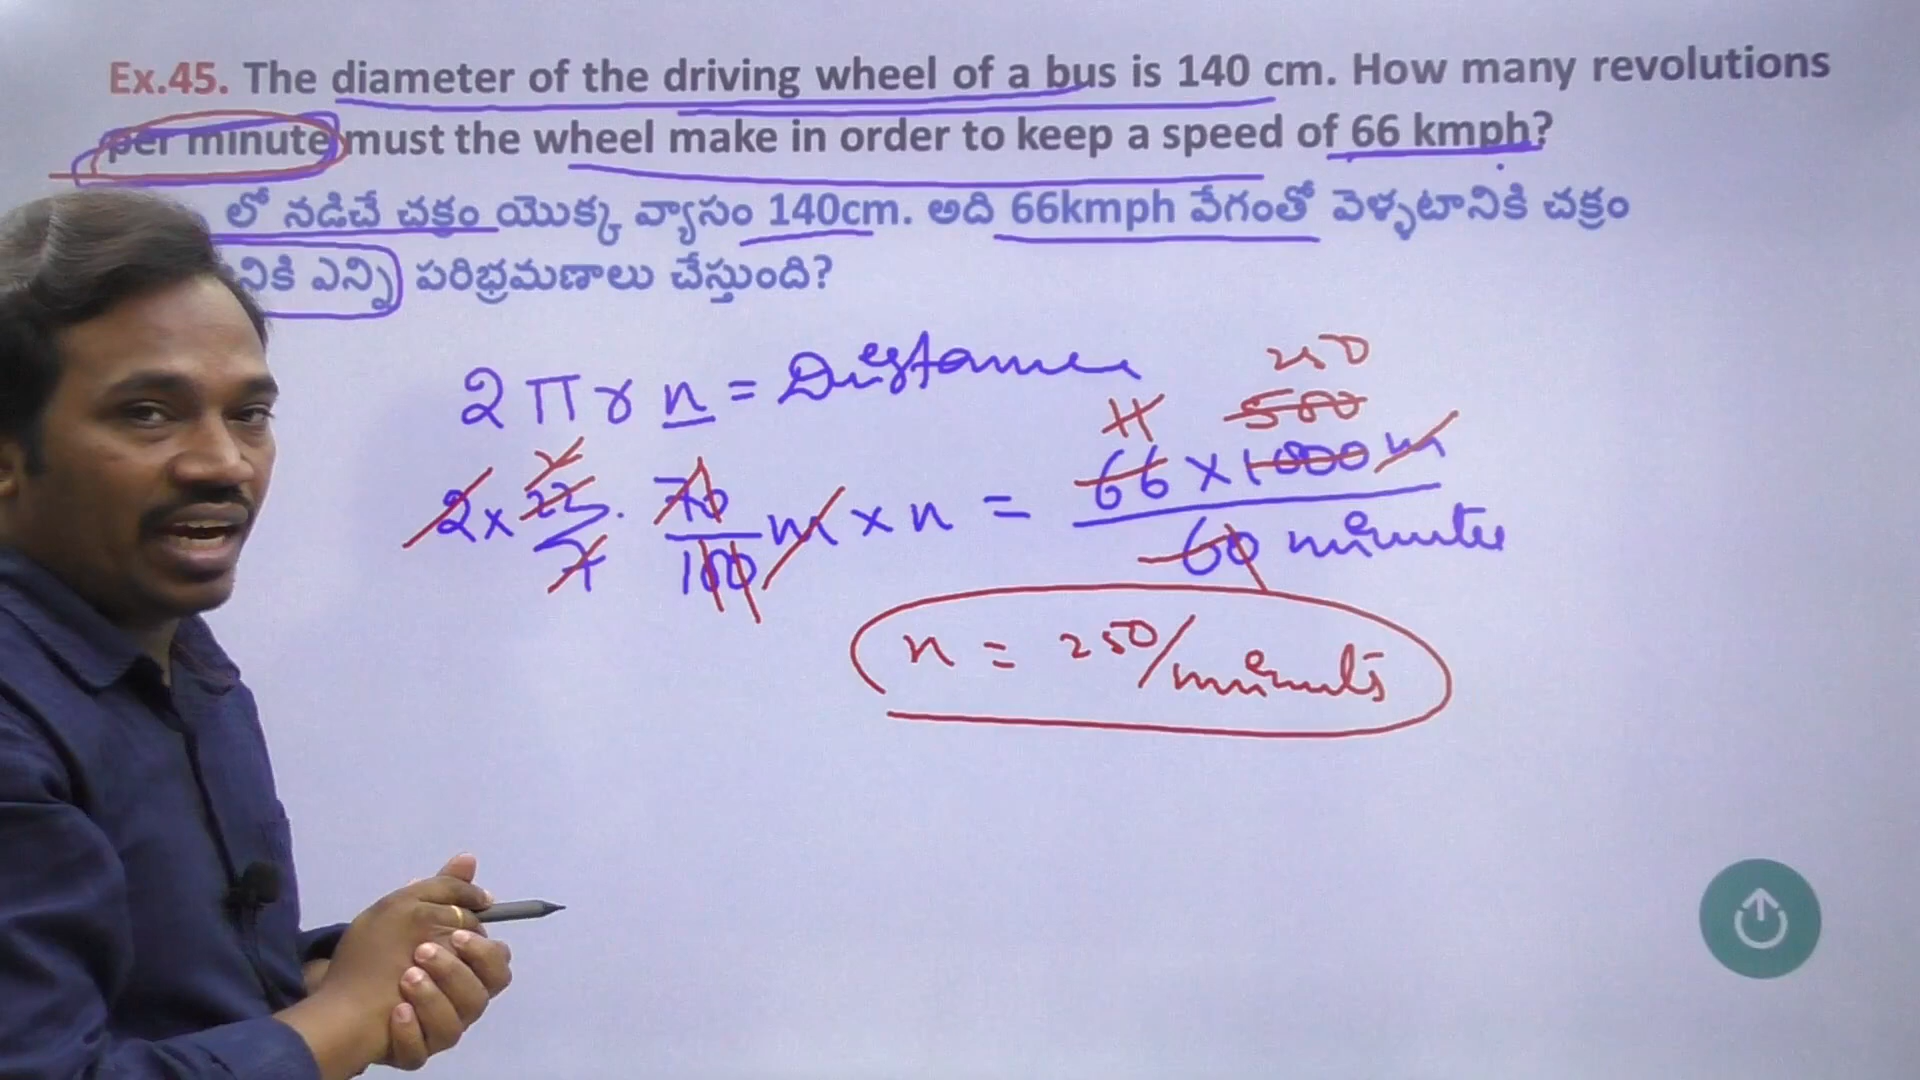 Ex.45. The diameter of the driving wheel of a bus is 140 cm. How many revolutions
per minute must the wheel make in order to keep a speed of 66 kmph?
లో నడిచే చక్రం యొక్క వ్యాసం 140cm. అది 66kmph వేగంతో వెళ్ళటానికి చక్రం
నికి ఎన్ని పరిభ్రమణాలు చేస్తుంది?
2πr n = Distance
250
11 500
2 × 22/7 · 70/100 m × n = 66 × 1000 m / 60 minutes
n = 250/minutes